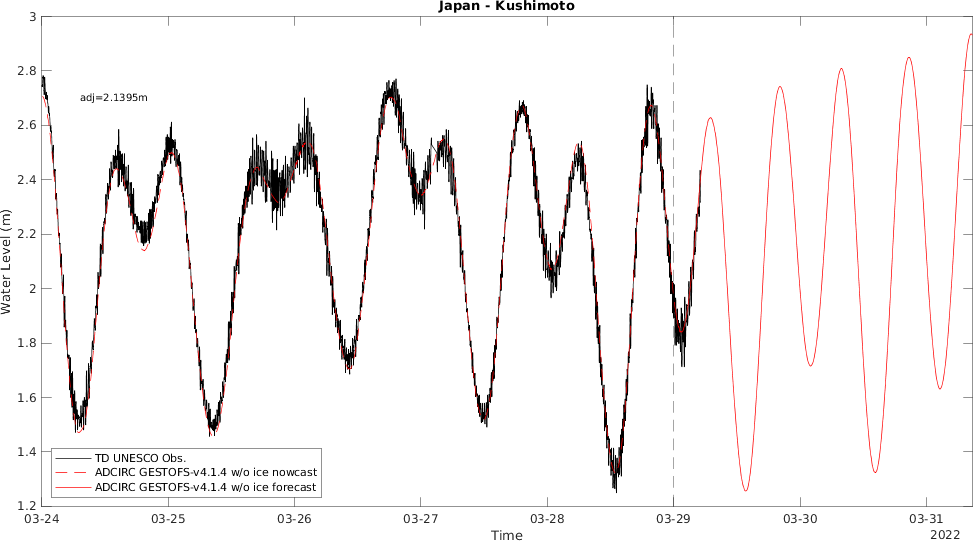 Japan - Kushimoto
3
2.8
adj=2.1395m
2.6
2.4
2.2
2
1.8
1.6
1.4
1.2
Water Level (m)
TD UNESCO Obs.
ADCIRC GESTOFS-v4.1.4 w/o ice nowcast
ADCIRC GESTOFS-v4.1.4 w/o ice forecast
03-24 03-25 03-26 03-27 03-28 03-29 03-30 03-31
Time
2022